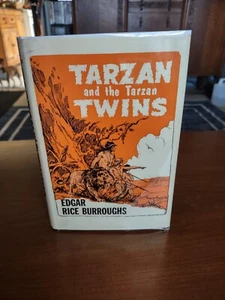 TARZAN
and the Tarzan
TWINS
EDGAR
RICE BURROUGHS